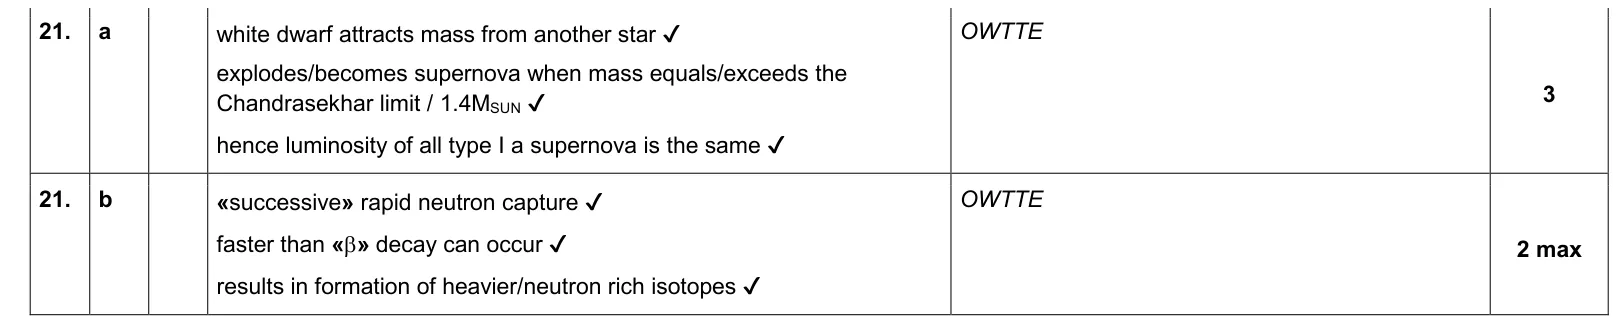 21. a white dwarf attracts mass from another star ✓ OWTTE
explodes/becomes supernova when mass equals/exceeds the
Chandrasekhar limit / 1.4MSUN ✓ 3
hence luminosity of all type I a supernova is the same ✓
21. b «successive» rapid neutron capture ✓ OWTTE
faster than «β» decay can occur ✓ 2 max
results in formation of heavier/neutron rich isotopes ✓